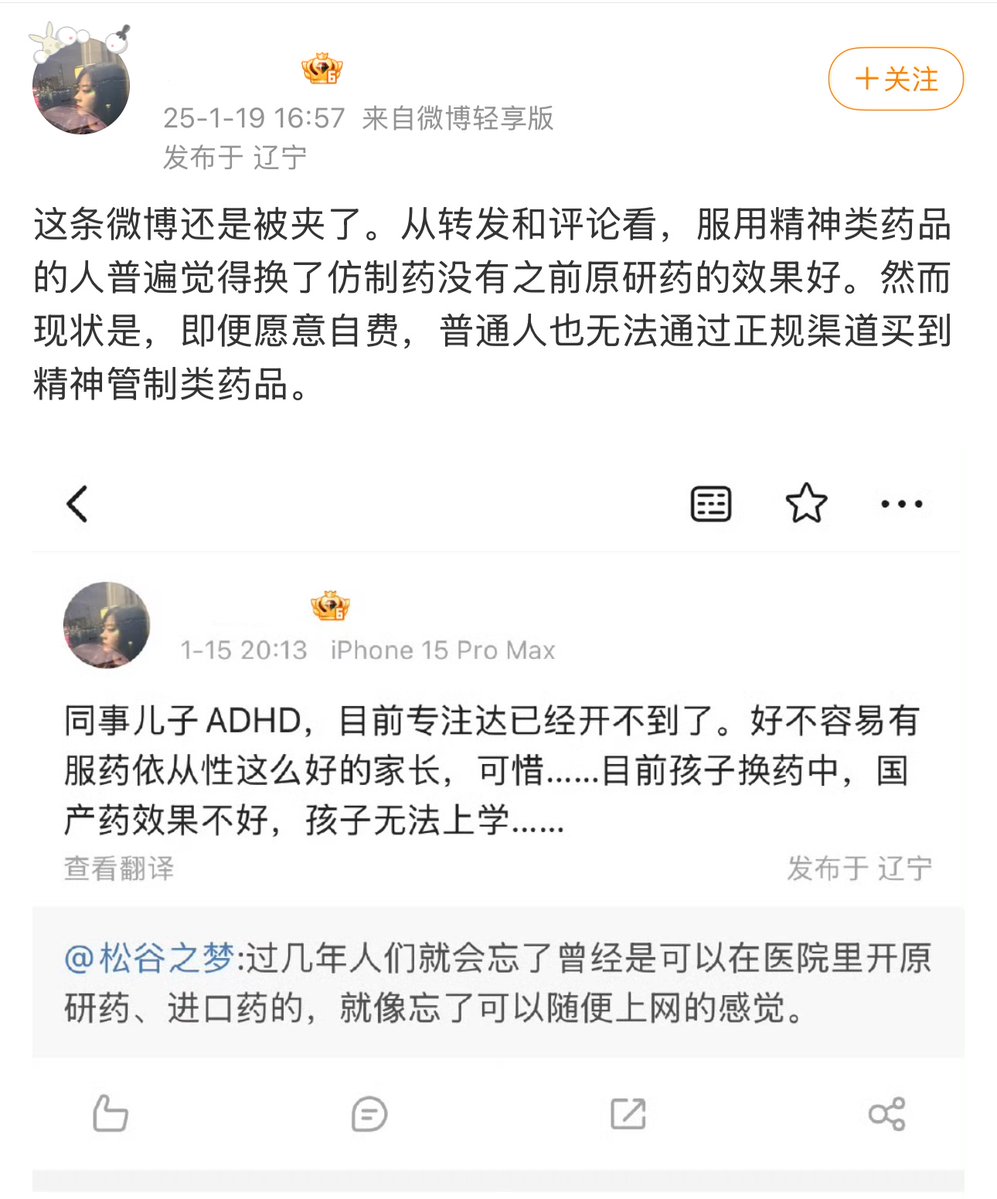 6
+关注
25-1-19 16:57 来自微博轻享版
发布于 辽宁
这条微博还是被夹了。从转发和评论看，服用精神类药品
的人普遍觉得换了仿制药没有之前原研药的效果好。然而
现状是，即便愿意自费，普通人也无法通过正规渠道买到
精神管制类药品。
6
1-15 20:13 iPhone 15 Pro Max
同事儿子ADHD，目前专注达已经开不到了。好不容易有
服药依从性这么好的家长，可惜……目前孩子换药中，国
产药效果不好，孩子无法上学……
查看翻译 发布于 辽宁
@松谷之梦:过几年人们就会忘了曾经是可以在医院里开原
研药、进口药的，就像忘了可以随便上网的感觉。